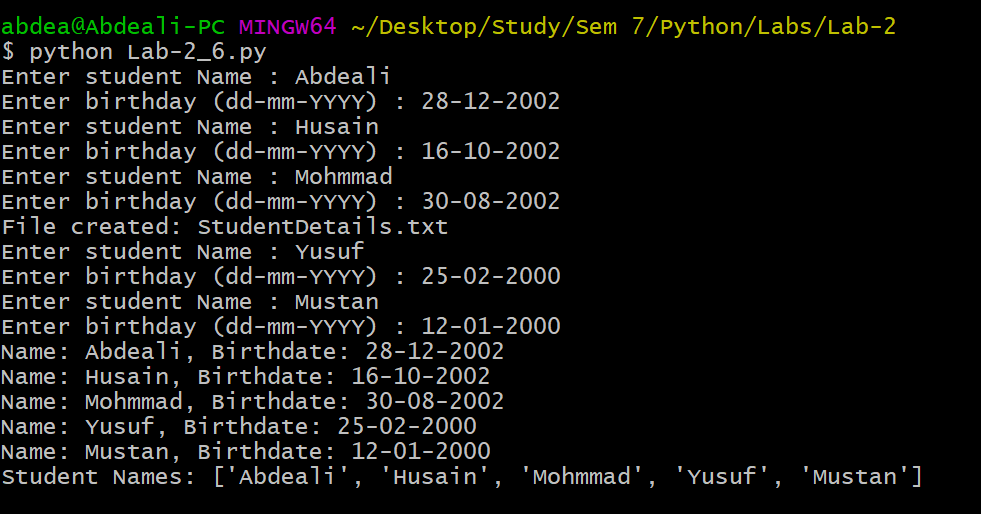 abdea@Abdeali-PC MINGW64 ~/Desktop/Study/Sem 7/Python/Labs/Lab-2
$ python Lab-2_6.py
Enter student Name : Abdeali
Enter birthday (dd-mm-YYYY) : 28-12-2002
Enter student Name : Husain
Enter birthday (dd-mm-YYYY) : 16-10-2002
Enter student Name : Mohmmad
Enter birthday (dd-mm-YYYY) : 30-08-2002
File created: StudentDetails.txt
Enter student Name : Yusuf
Enter birthday (dd-mm-YYYY) : 25-02-2000
Enter student Name : Mustan
Enter birthday (dd-mm-YYYY) : 12-01-2000
Name: Abdeali, Birthdate: 28-12-2002
Name: Husain, Birthdate: 16-10-2002
Name: Mohmmad, Birthdate: 30-08-2002
Name: Yusuf, Birthdate: 25-02-2000
Name: Mustan, Birthdate: 12-01-2000
Student Names: ['Abdeali', 'Husain', 'Mohmmad', 'Yusuf', 'Mustan']